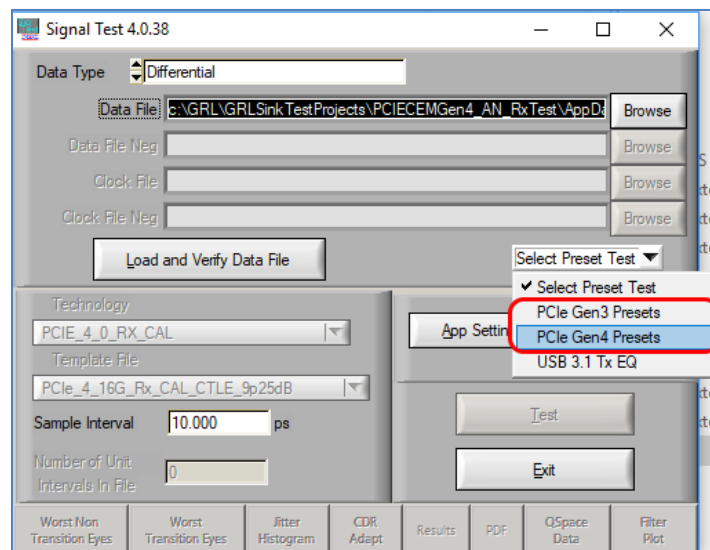 Signal Test 4.0.38
Data Type Differential
Data File c:\GRL\GRLSinkTestProjects\PCIECEMGen4_AN_RxTest\AppDa Browse
Data File Neg Browse
Clock File Browse
Clock File Neg Browse
Load and Verify Data File
Select Preset Test
Select Preset Test
PCIe Gen3 Presets
PCIe Gen4 Presets
USB 3.1 Tx EQ
Technology
PCIE_4_0_RX_CAL
App Settin
Template File
PCIe_4_16G_Rx_CAL_CTLE_9p25dB
Sample Interval 10.000 ps
Test
Number of Unit
Intervals In File
0
Exit
Worst Non
Transition Eyes
Worst
Transition Eyes
Jitter
Histogram
CDR
Adapt
Results
PDF
QSpace
Data
Filter
Plot